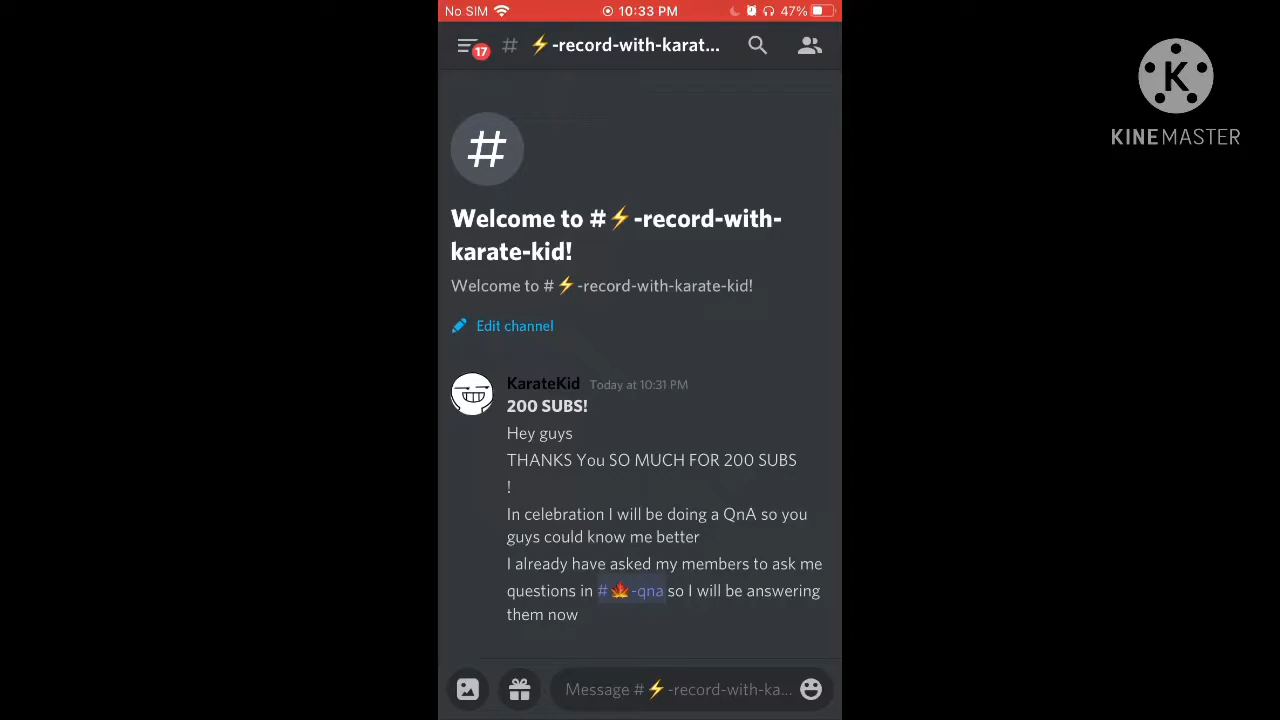 No SIM 10:33 PM 47%
17 # ⚡-record-with-karat...
K
KINEMASTER
#
Welcome to #⚡-record-with-
karate-kid!
Welcome to #⚡-record-with-karate-kid!
Edit channel
KarateKid Today at 10:31 PM
200 SUBS!
Hey guys
THANKS You SO MUCH FOR 200 SUBS
!
In celebration I will be doing a QnA so you
guys could know me better
I already have asked my members to ask me
questions in #🍁-qna so I will be answering
them now
Message #⚡-record-with-ka...